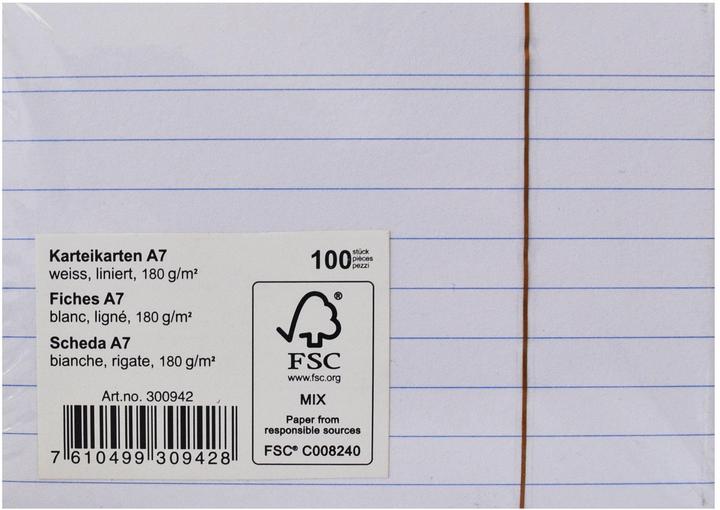 Karteikarten A7
weiss, liniert, 180 g/m²
Fiches A7
blanc, ligné, 180 g/m²
Scheda A7
bianche, rigate, 180 g/m²
Art.no. 300942
7 610499 309428
100 stück
pièces
pezzi
®
FSC
www.fsc.org
MIX
Paper from
responsible sources
FSC® C008240